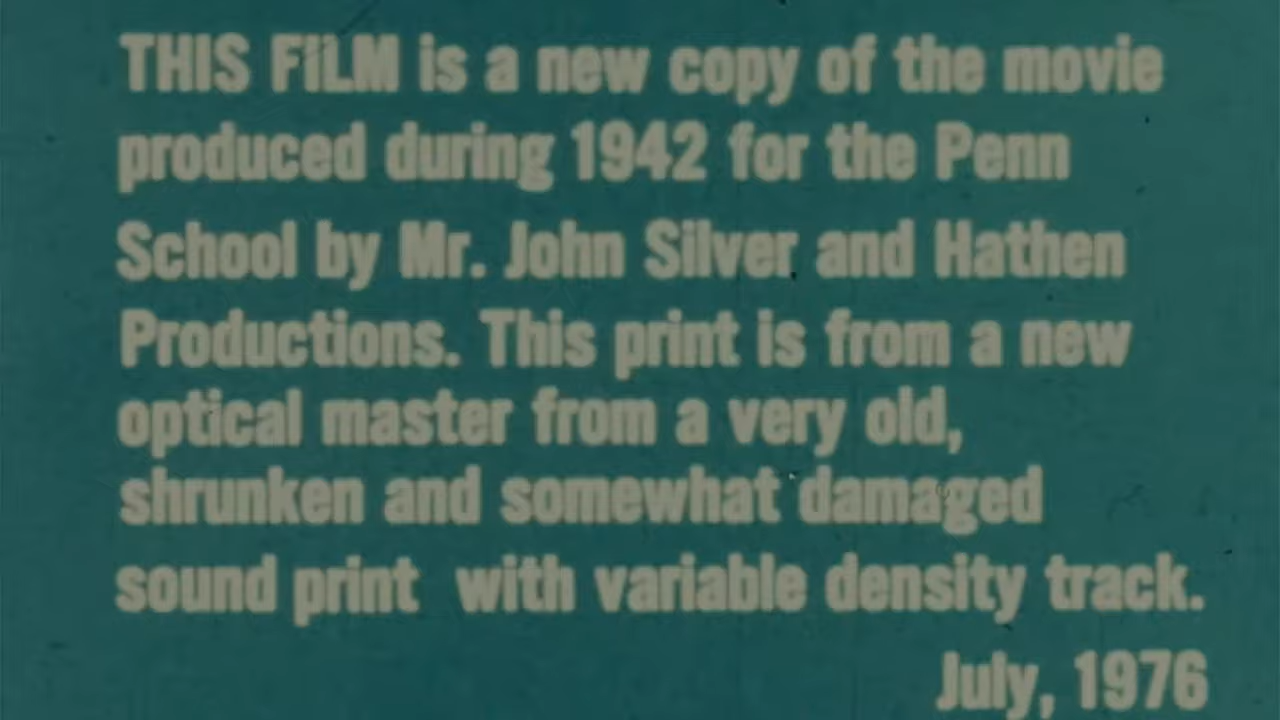 THIS FiLM is a new copy of the movie
produced during 1942 for the Penn
School by Mr. John Silver and Hathen
Productions. This print is from a new
optical master from a very old,
shrunken and somewhat damaged
sound print with variable density track.
July, 1976